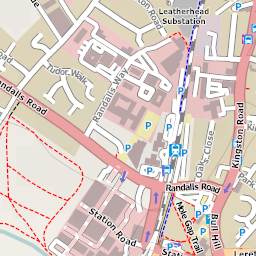 Leatherhead
Substation
Randalls Way
Tudor Walk
Randalls Road
Kingston Road
Oaks Close
Randalls Road
Station Road
Hole Gap Trail
Bull Hill
P
P
P
P
P
P
P